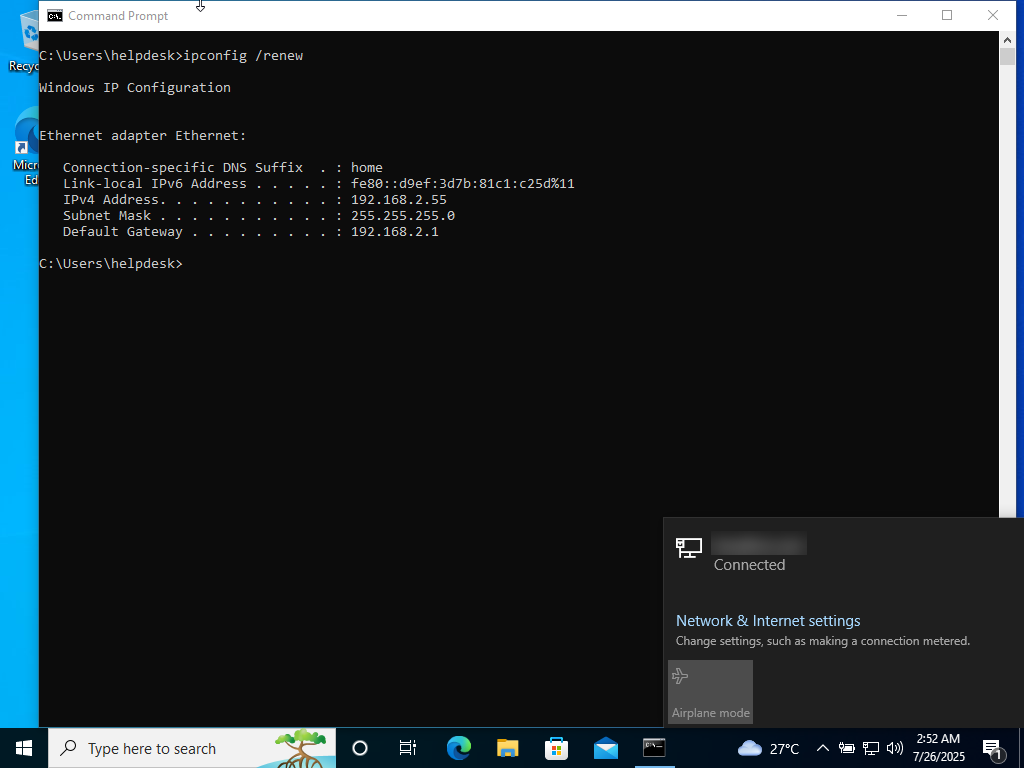 Command Prompt
C:\Users\helpdesk>ipconfig /renew
Windows IP Configuration
Ethernet adapter Ethernet:
Connection-specific DNS Suffix  . : home
Link-local IPv6 Address . . . . . : fe80::d9ef:3d7b:81c1:c25d%11
IPv4 Address. . . . . . . . . . . : 192.168.2.55
Subnet Mask . . . . . . . . . . . : 255.255.255.0
Default Gateway . . . . . . . . . : 192.168.2.1
C:\Users\helpdesk>
Recyc
Micr
Ed
Connected
Network & Internet settings
Change settings, such as making a connection metered.
Airplane mode
Type here to search
27°C
2:52 AM
7/26/2025
1